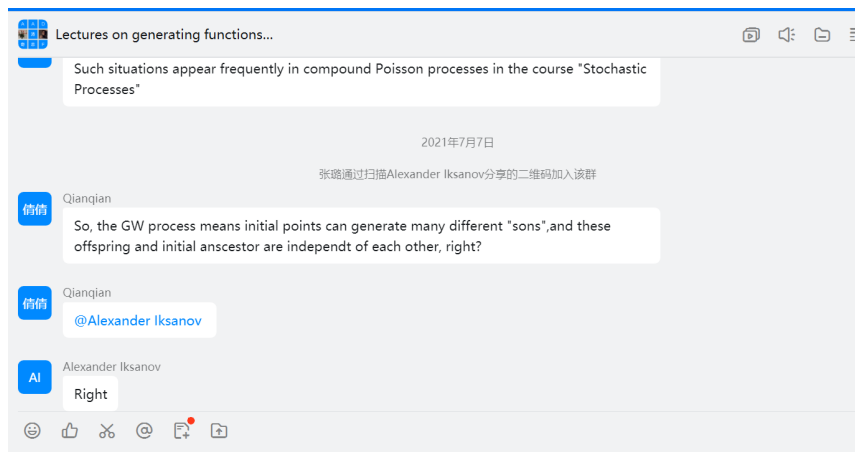 Lectures on generating functions...
Such situations appear frequently in compound Poisson processes in the course "Stochastic
Processes"
2021年7月7日
张璐通过扫描Alexander Iksanov分享的二维码加入该群
Qianqian
倩倩
So, the GW process means initial points can generate many different "sons",and these
offspring and initial anscestor are independt of each other, right?
Qianqian
倩倩
@Alexander Iksanov
Alexander Iksanov
AI
Right